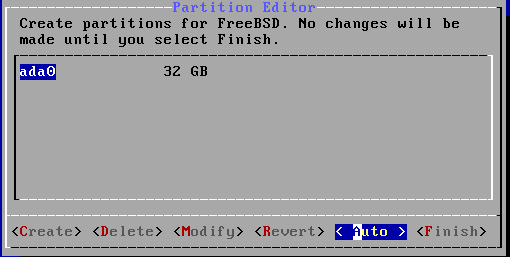 Partition Editor
Create partitions for FreeBSD. No changes will be
made until you select Finish.
ada0 32 GB
<Create> <Delete> <Modify> <Revert> < Auto > <Finish>